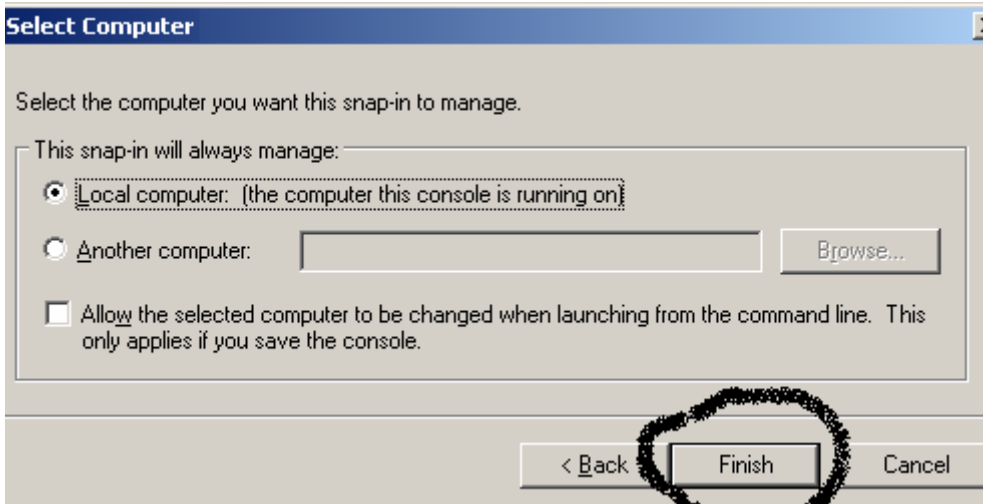 Select Computer
Select the computer you want this snap-in to manage.
This snap-in will always manage:
Local computer:  (the computer this console is running on)
Another computer:
Browse...
Allow the selected computer to be changed when launching from the command line.  This
only applies if you save the console.
< Back
Finish
Cancel